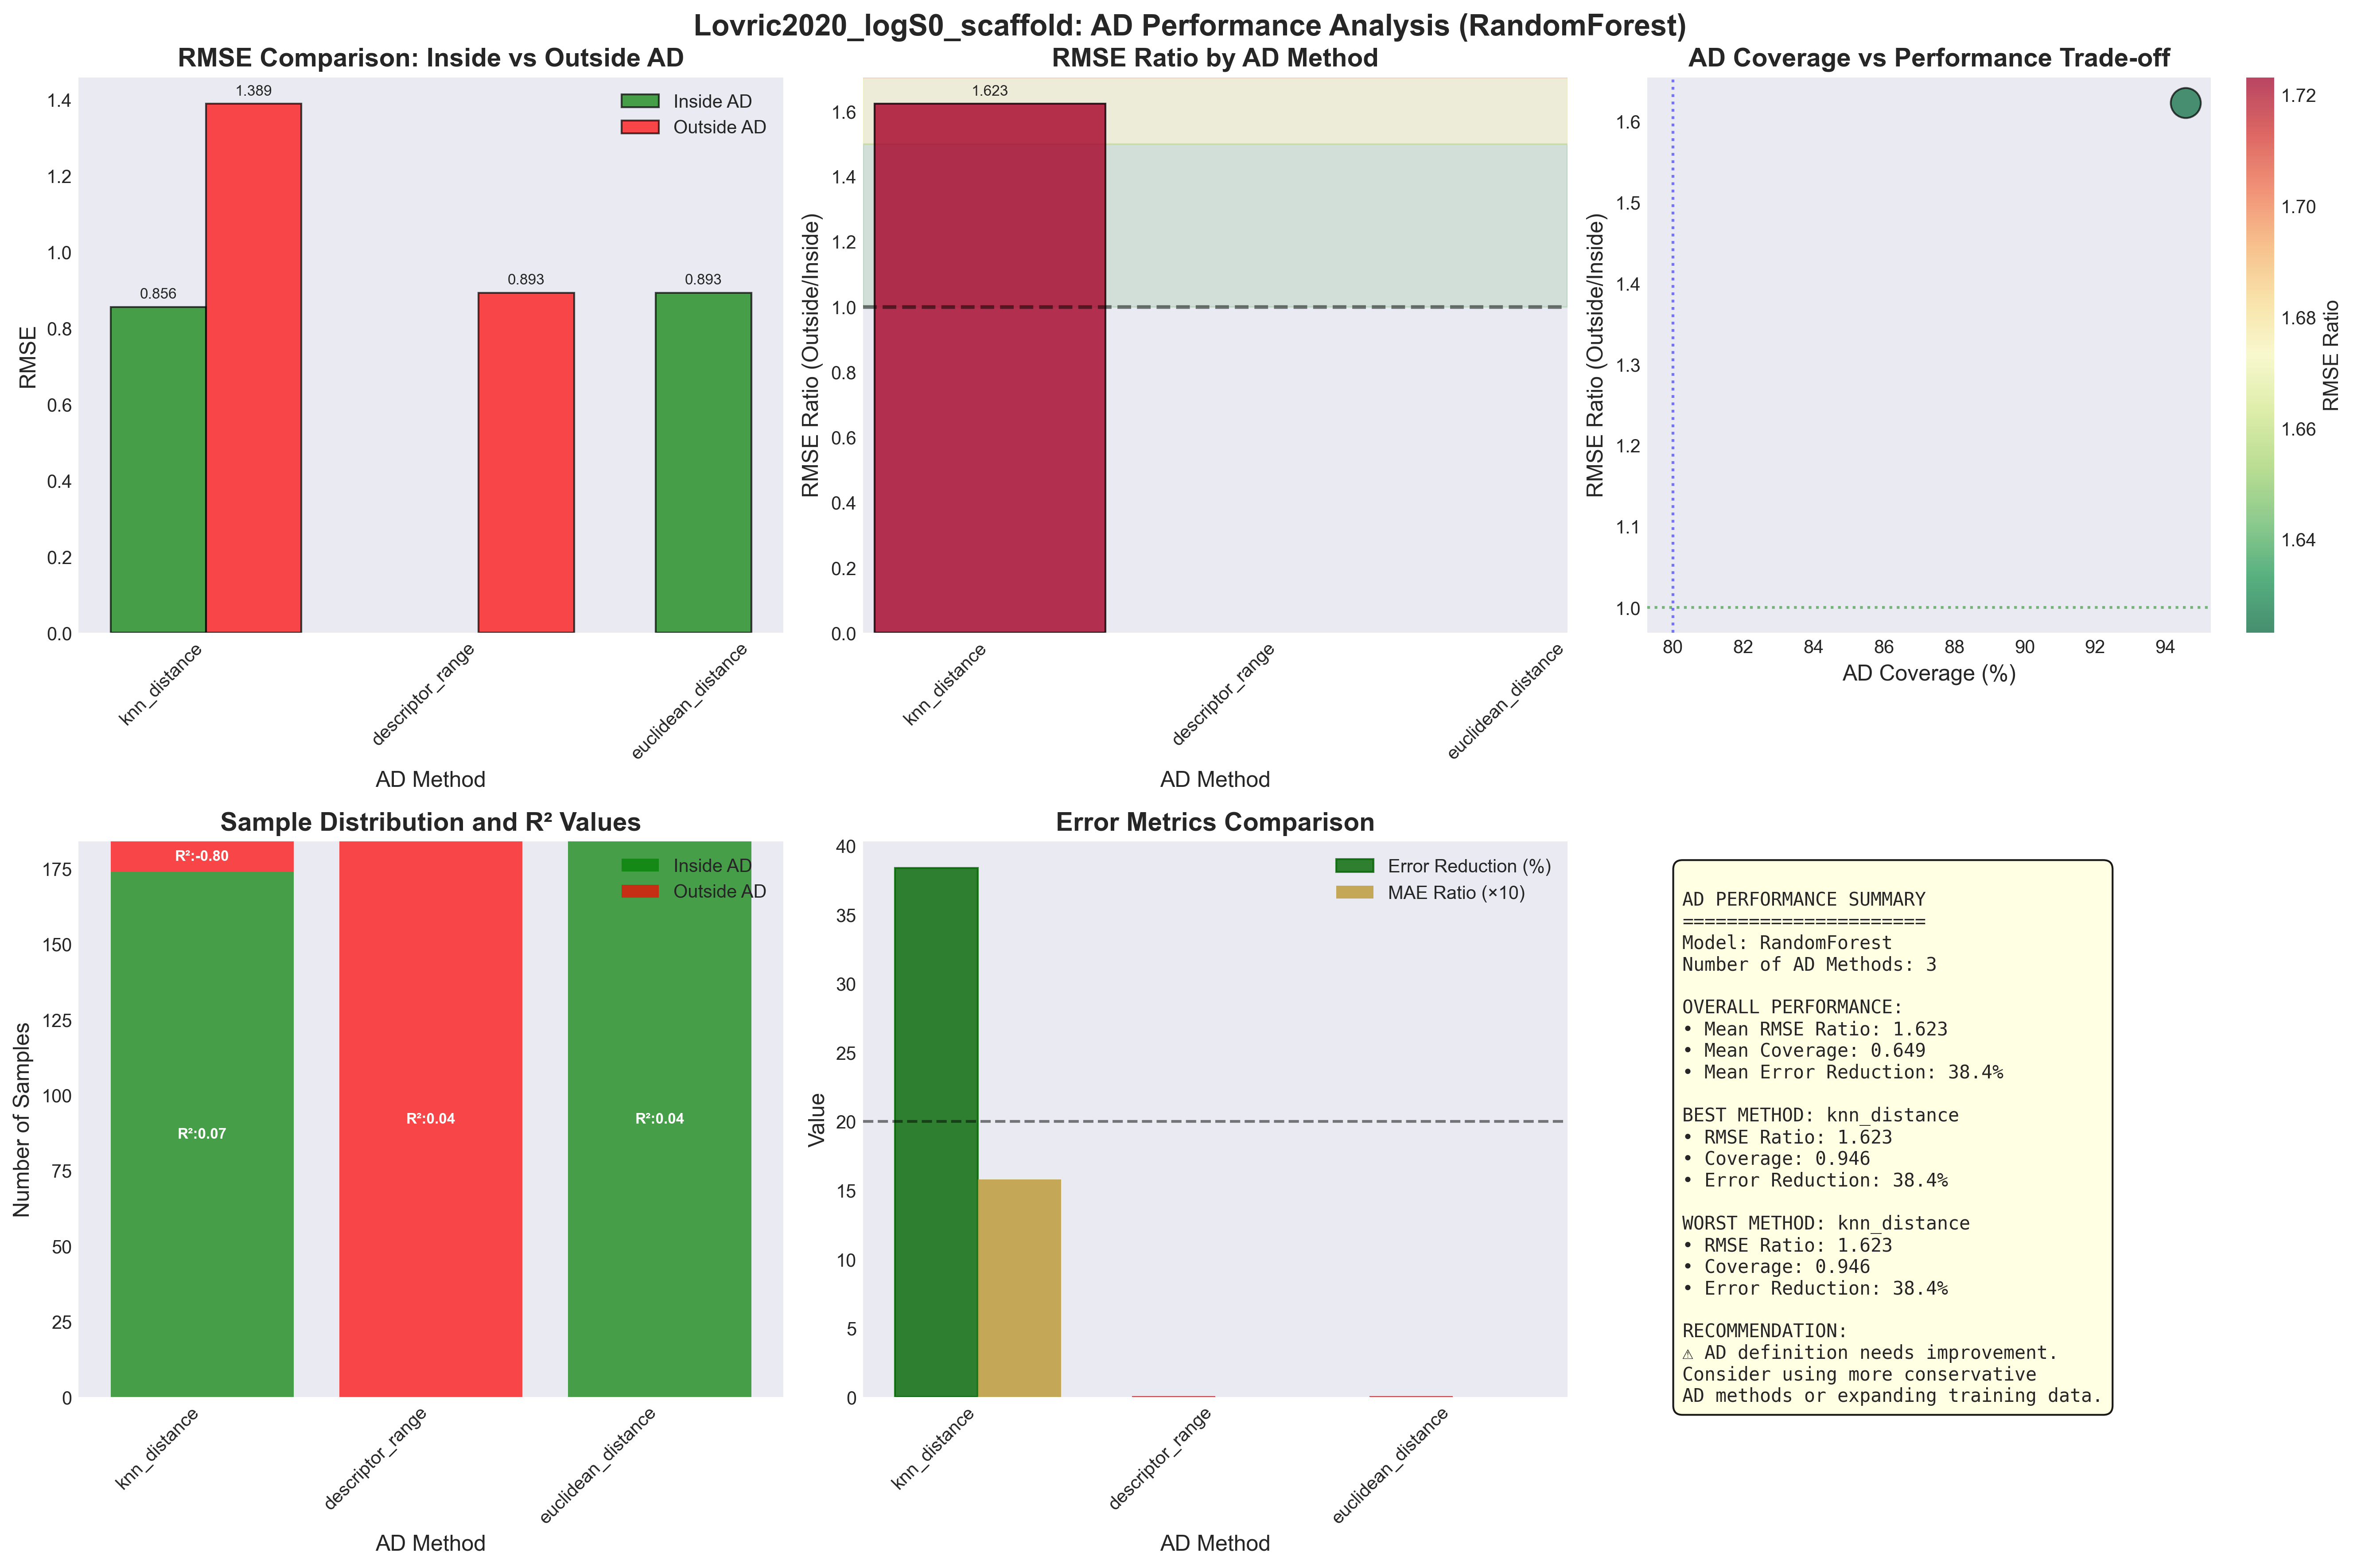 Lovric2020_logS0_scaffold: AD Performance Analysis (RandomForest)
RMSE Comparison: Inside vs Outside AD
1.4
1.2
1.0
0.8
0.6
0.4
0.2
0.0
RMSE
0.856
1.389
0.893
0.893
Inside AD
Outside AD
knn_distance
descriptor_range
euclidean_distance
AD Method
RMSE Ratio by AD Method
1.6
1.4
1.2
1.0
0.8
0.6
0.4
0.2
0.0
RMSE Ratio (Outside/Inside)
1.623
knn_distance
descriptor_range
euclidean_distance
AD Method
AD Coverage vs Performance Trade-off
1.6
1.5
1.4
1.3
1.2
1.1
1.0
RMSE Ratio (Outside/Inside)
80
82
84
86
88
90
92
94
AD Coverage (%)
1.72
1.70
1.68
1.66
1.64
RMSE Ratio
Sample Distribution and R² Values
175
150
125
100
75
50
25
0
Number of Samples
R²:-0.80
R²:0.07
R²:0.04
R²:0.04
Inside AD
Outside AD
knn_distance
descriptor_range
euclidean_distance
AD Method
Error Metrics Comparison
40
35
30
25
20
15
10
5
0
Value
Error Reduction (%)
MAE Ratio (×10)
knn_distance
descriptor_range
euclidean_distance
AD Method
AD PERFORMANCE SUMMARY
======================
Model: RandomForest
Number of AD Methods: 3
OVERALL PERFORMANCE:
• Mean RMSE Ratio: 1.623
• Mean Coverage: 0.649
• Mean Error Reduction: 38.4%
BEST METHOD: knn_distance
• RMSE Ratio: 1.623
• Coverage: 0.946
• Error Reduction: 38.4%
WORST METHOD: knn_distance
• RMSE Ratio: 1.623
• Coverage: 0.946
• Error Reduction: 38.4%
RECOMMENDATION:
⚠ AD definition needs improvement.
Consider using more conservative
AD methods or expanding training data.